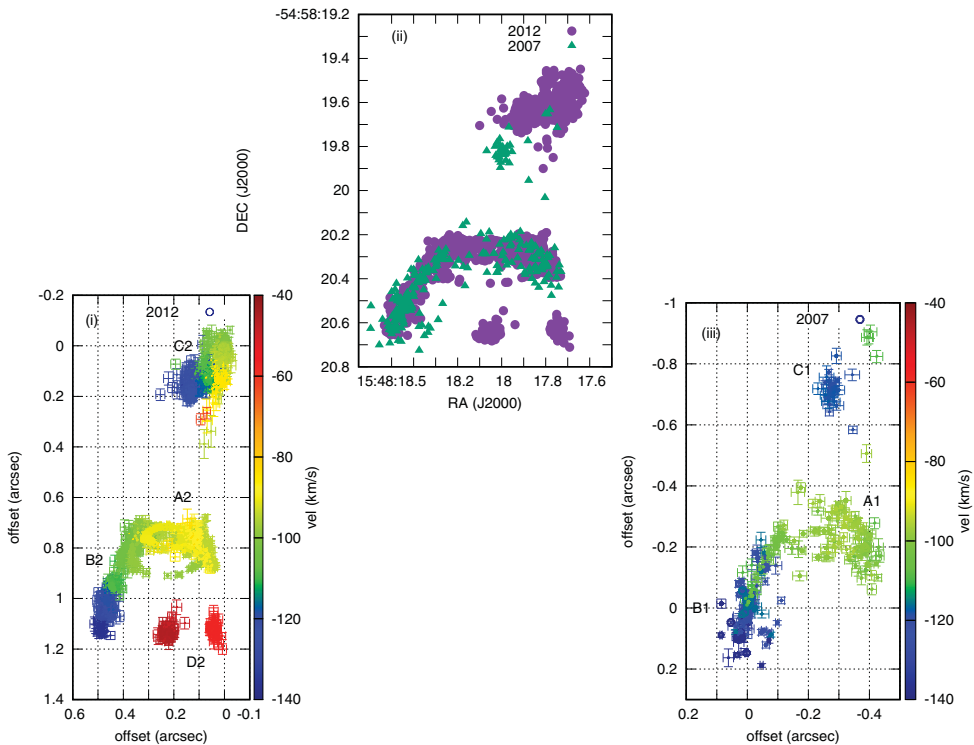 -54:58:19.2
19.4
19.6
19.8
20
20.2
20.4
20.6
20.8
DEC (J2000)
(ii)
2012
2007
15:48:18.5 18.2 18 17.8 17.6
RA (J2000)
-0.2
0
0.2
0.4
0.6
0.8
1
1.2
1.4
offset (arcsec)
(i)
2012
C2
A2
B2
D2
0.6 0.4 0.2 0 -0.1
offset (arcsec)
-40
-60
-80
-100
-120
-140
vel (km/s)
-1
-0.8
-0.6
-0.4
-0.2
0
0.2
offset (arcsec)
2007
(iii)
C1
A1
B1
0.2 0 -0.2 -0.4
offset (arcsec)
-40
-60
-80
-100
-120
-140
vel (km/s)